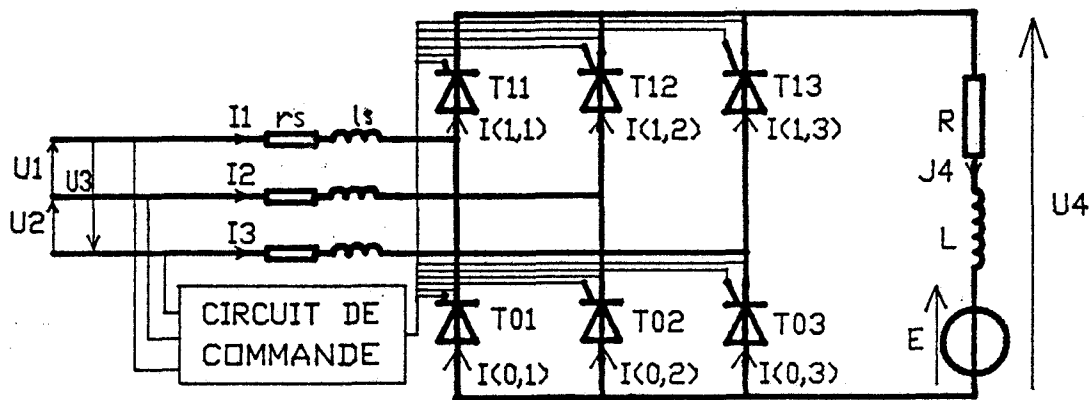 T11
T12
T13
I1
rs
ls
I(1,1)
I(1,2)
I(1,3)
R
U1
U3
I2
J4
U4
U2
I3
L
CIRCUIT DE
COMMANDE
T01
T02
T03
E
I(0,1)
I(0,2)
I(0,3)